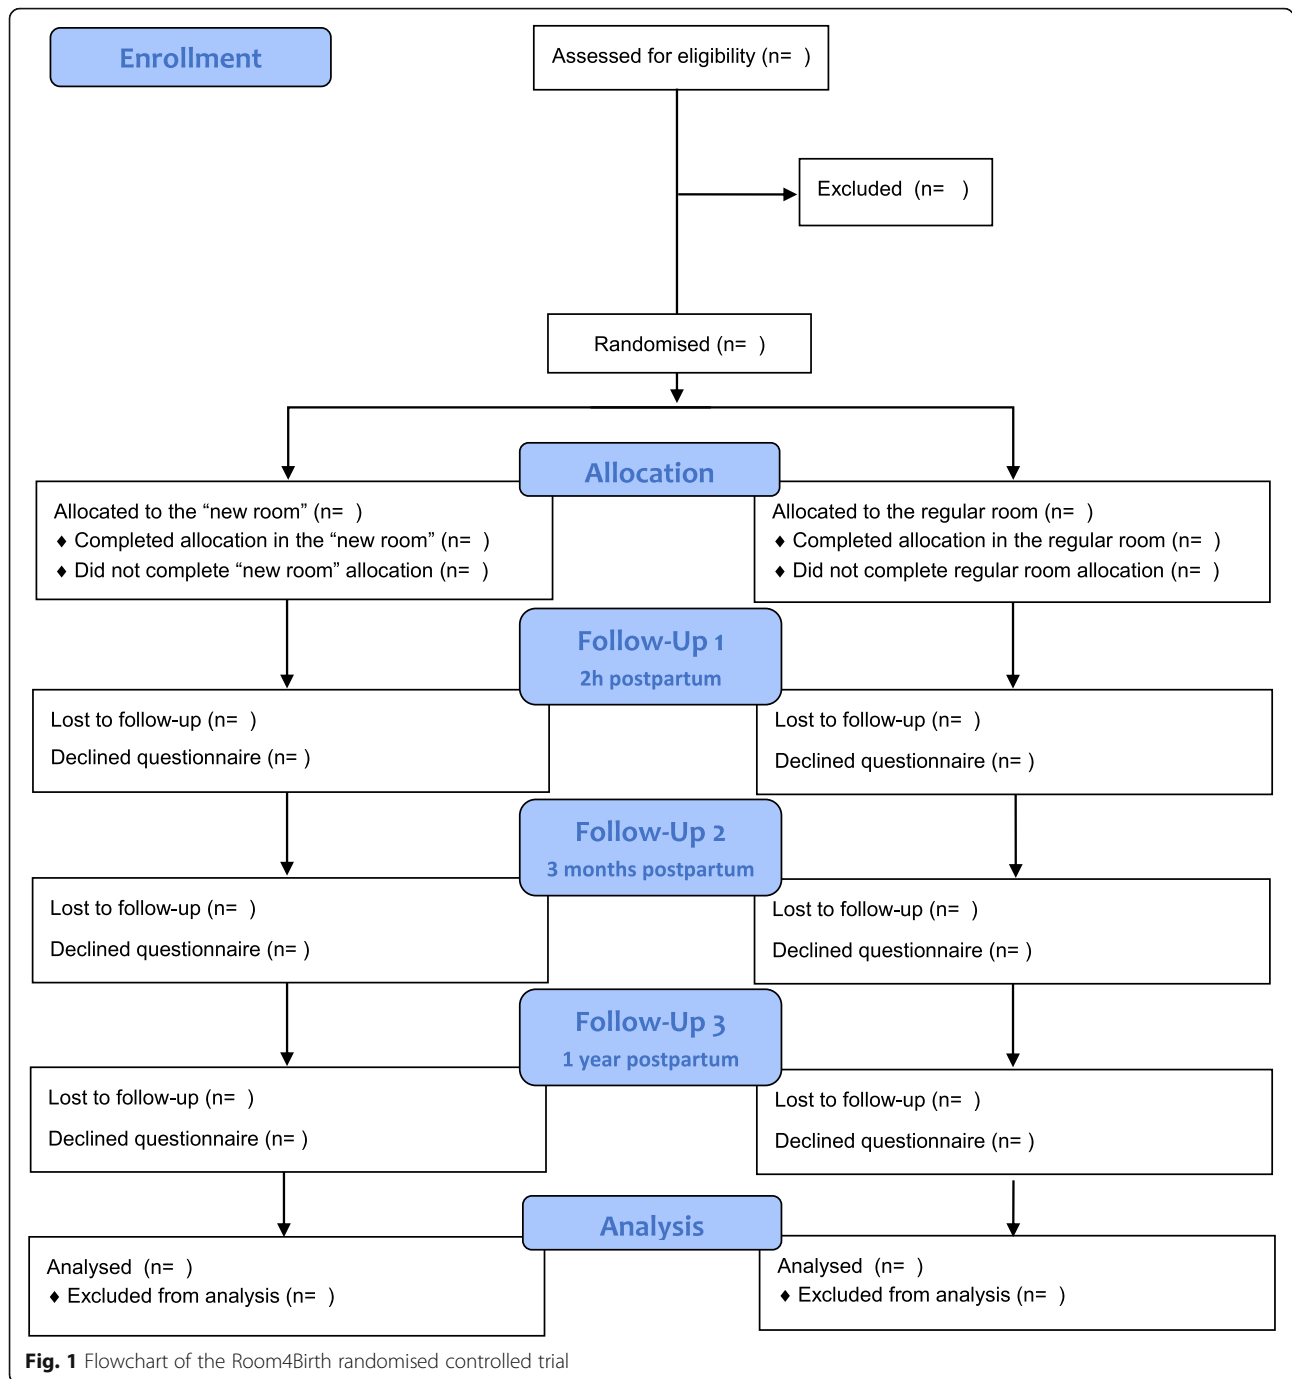 Enrollment
Assessed for eligibility (n=  )
Excluded  (n=  )
Randomised (n=  )
Allocation
Allocated to the “new room” (n=  )
♦ Completed allocation in the “new room” (n=  )
♦ Did not complete “new room” allocation (n=  )
Allocated to the regular room (n=  )
♦ Completed allocation in the regular room (n=  )
♦ Did not complete regular room allocation (n=  )
Follow-Up 1
2h postpartum
Lost to follow-up (n=  )
Declined questionnaire (n= )
Lost to follow-up (n=  )
Declined questionnaire (n= )
Follow-Up 2
3 months postpartum
Lost to follow-up (n=  )
Declined questionnaire (n= )
Lost to follow-up (n=  )
Declined questionnaire (n= )
Follow-Up 3
1 year postpartum
Lost to follow-up (n=  )
Declined questionnaire (n= )
Lost to follow-up (n=  )
Declined questionnaire (n= )
Analysis
Analysed  (n=  )
♦ Excluded from analysis (n=  )
Analysed  (n=  )
♦ Excluded from analysis (n=  )
Fig. 1 Flowchart of the Room4Birth randomised controlled trial